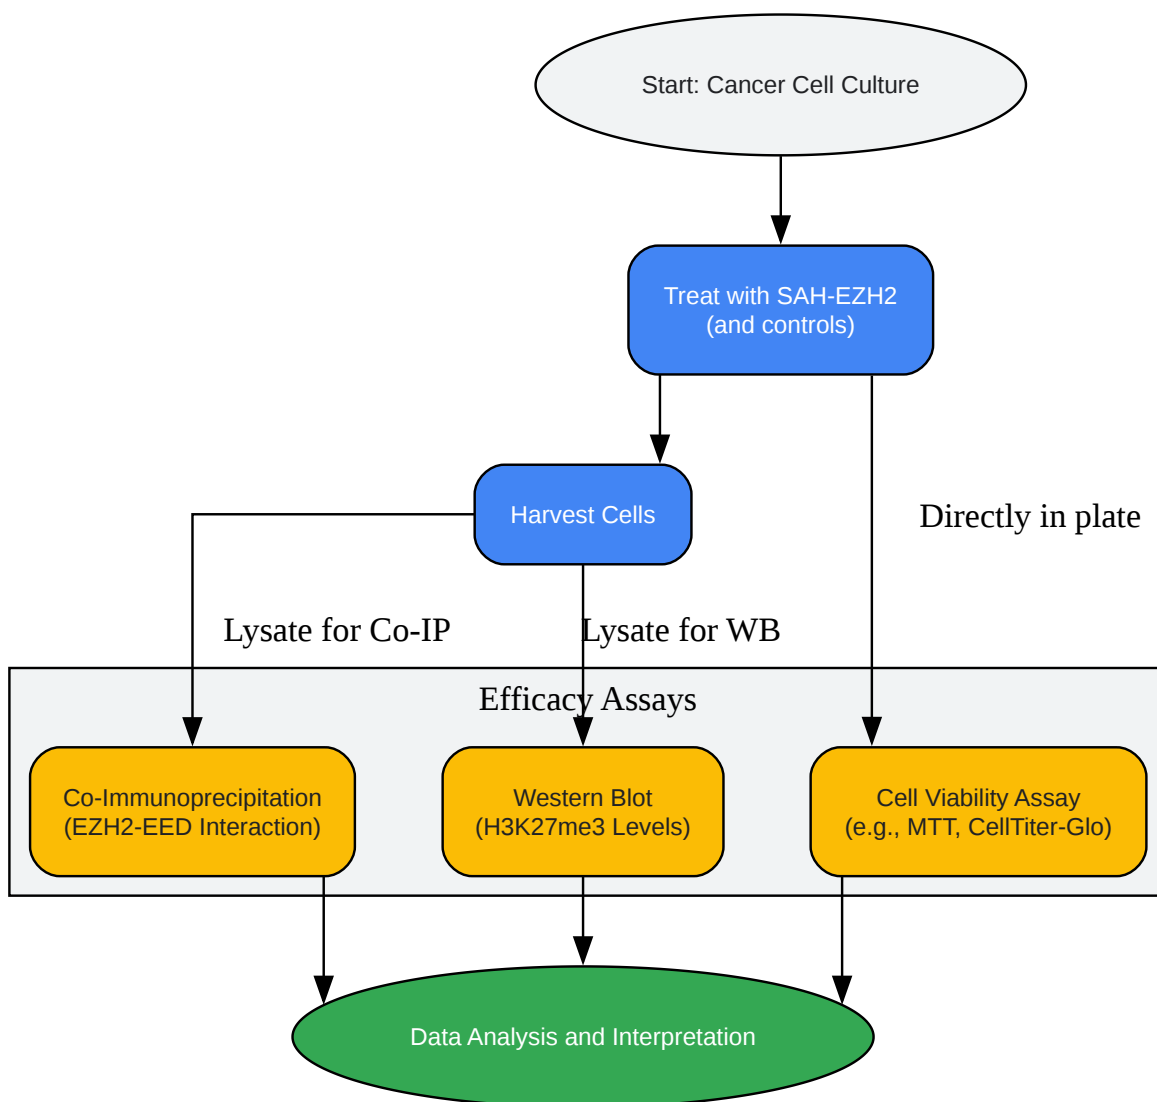 Start: Cancer Cell Culture
Treat with SAH-EZH2
(and controls)
Harvest Cells
Directly in plate
Lysate for Co-IP
Lysate for WB
Efficacy Assays
Co-Immunoprecipitation
(EZH2-EED Interaction)
Western Blot
(H3K27me3 Levels)
Cell Viability Assay
(e.g., MTT, CellTiter-Glo)
Data Analysis and Interpretation